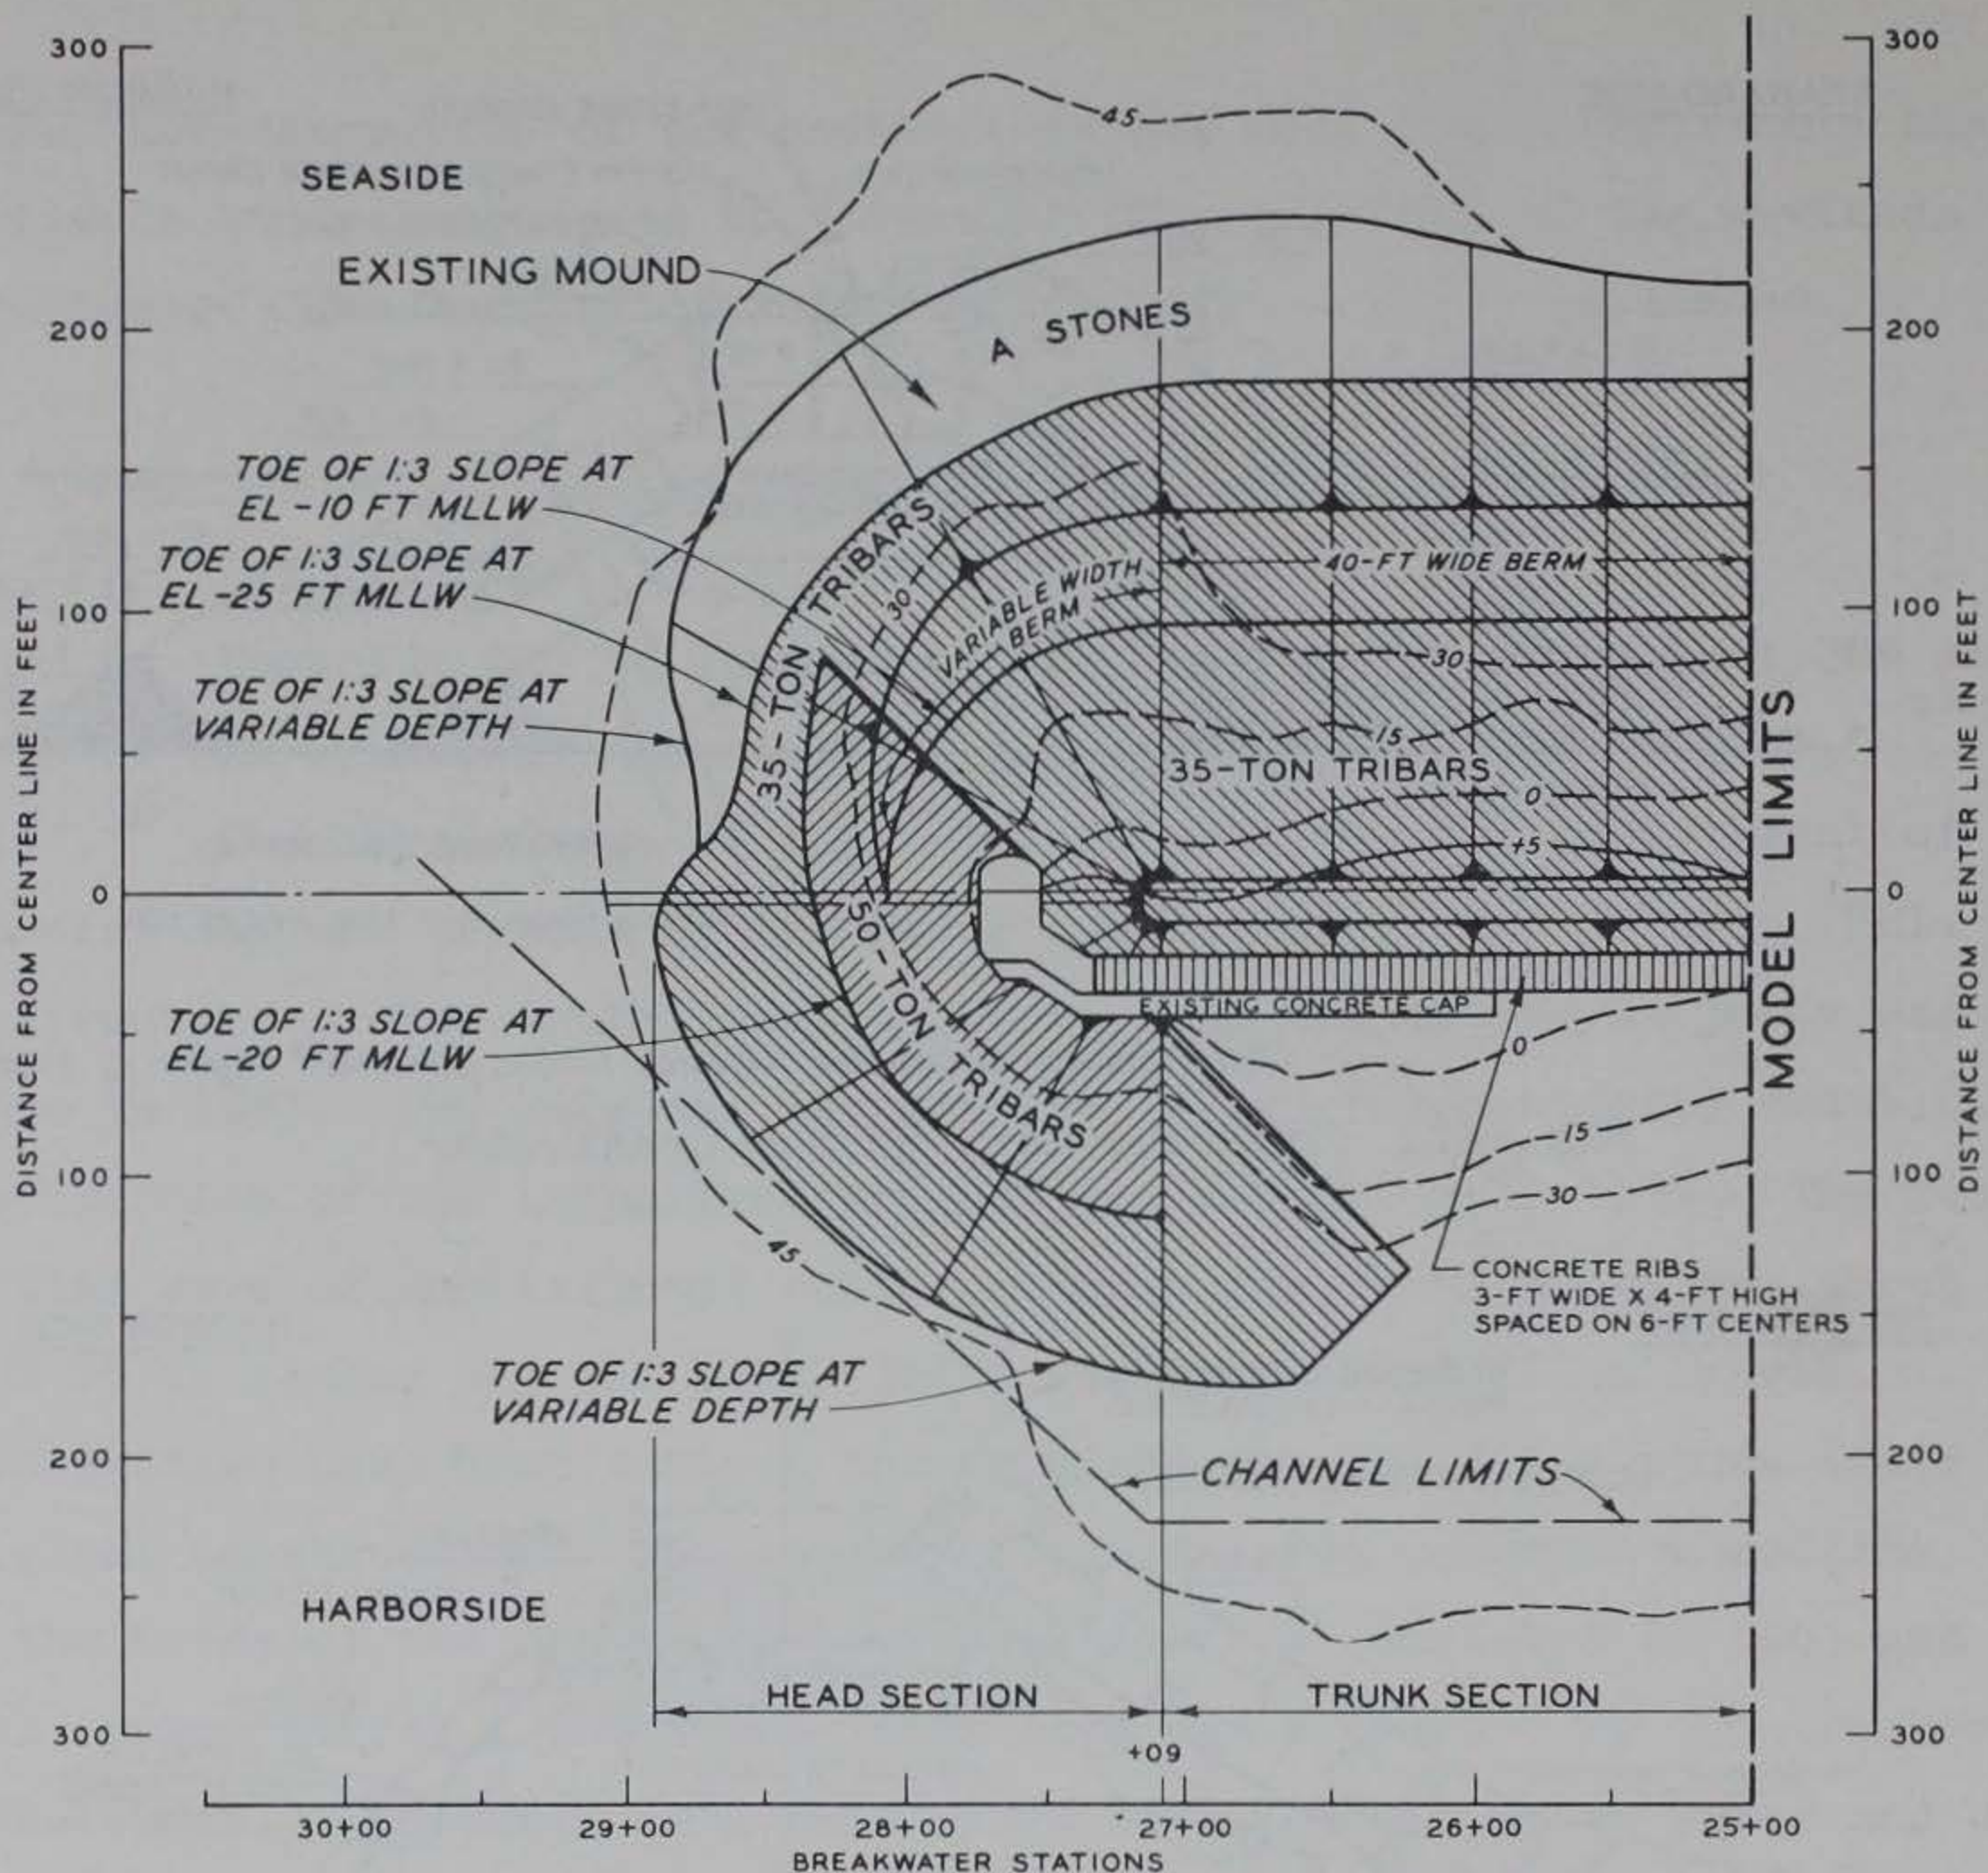 300
300
45
SEASIDE
EXISTING MOUND
A STONES
200
200
TOE OF 1:3 SLOPE AT
EL -10 FT MLLW
TOE OF 1:3 SLOPE AT
EL -25 FT MLLW
35-TON TRIBARS
30
VARIABLE WIDTH
BERM
40-FT WIDE BERM
100
100
30
TOE OF 1:3 SLOPE AT
VARIABLE DEPTH
15
35-TON TRIBARS
0
+5
MODEL LIMITS
DISTANCE FROM CENTER LINE IN FEET
DISTANCE FROM CENTER LINE IN FEET
0
0
50-TON TRIBARS
EXISTING CONCRETE CAP
TOE OF 1:3 SLOPE AT
EL -20 FT MLLW
0
15
100
100
30
45
CONCRETE RIBS
3-FT WIDE X 4-FT HIGH
SPACED ON 6-FT CENTERS
TOE OF 1:3 SLOPE AT
VARIABLE DEPTH
200
200
CHANNEL LIMITS
HARBORSIDE
HEAD SECTION
TRUNK SECTION
300
300
+09
30+00
29+00
28+00
27+00
26+00
25+00
BREAKWATER STATIONS